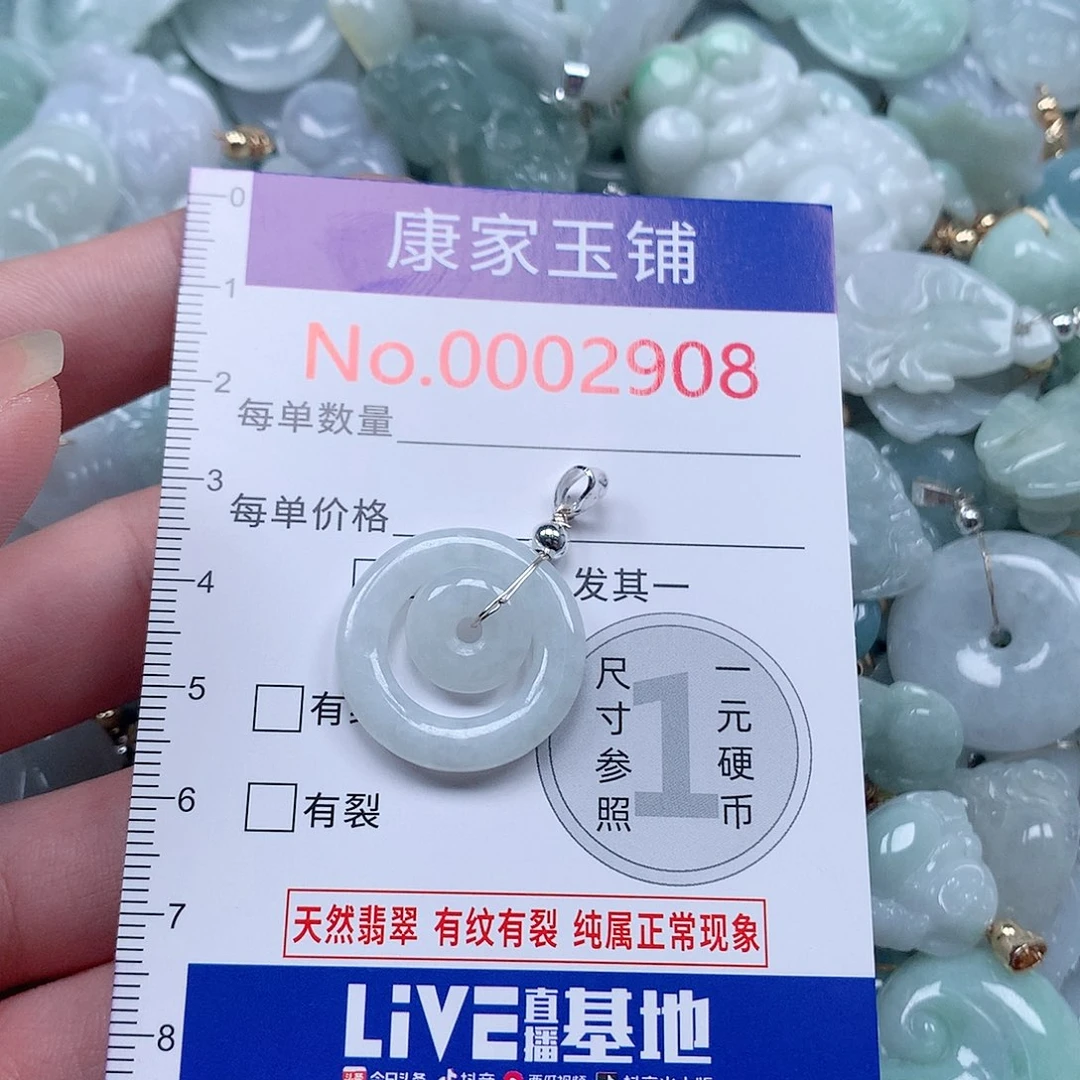 康家玉铺
No.0002908
每单数量
每单价格
发其一
有
有裂
尺寸参照
一元硬币
1
天然翡翠 有纹有裂 纯属正常现象
LiVE直播基地
0
1
2
3
4
5
6
7
8